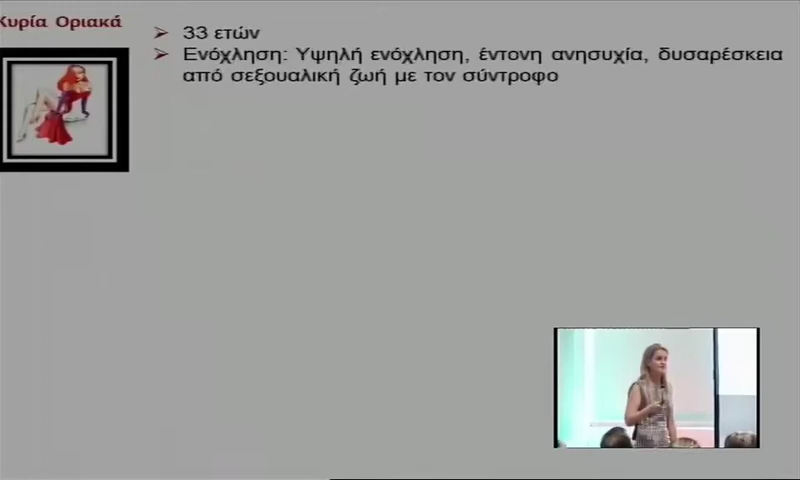 Κυρία Οριακά
33 ετών
Ενόχληση: Υψηλή ενόχληση, έντονη ανησυχία, δυσαρέσκεια
από σεξουαλική ζωή με τον σύντροφο